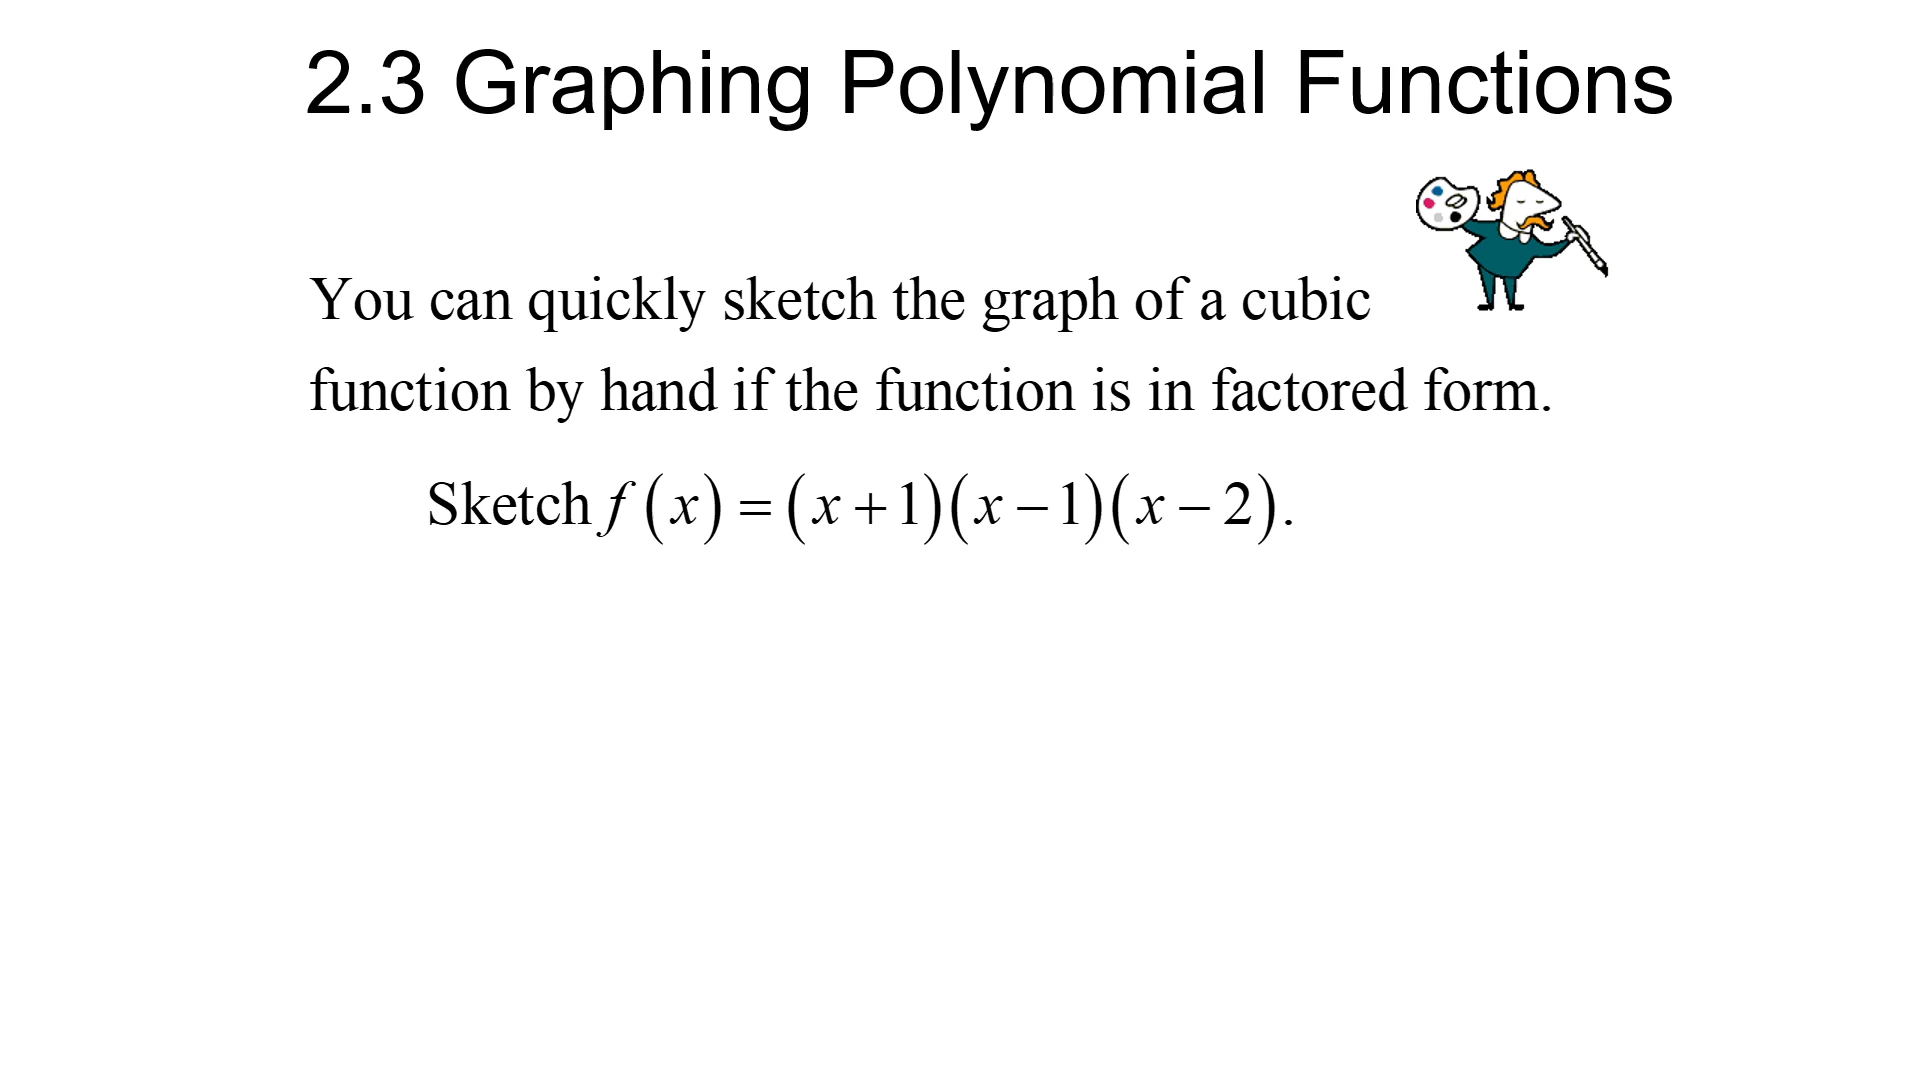 2.3 Graphing Polynomial Functions
You can quickly sketch the graph of a cubic
function by hand if the function is in factored form.
Sketch f(x) = (x + 1)(x − 1)(x − 2).